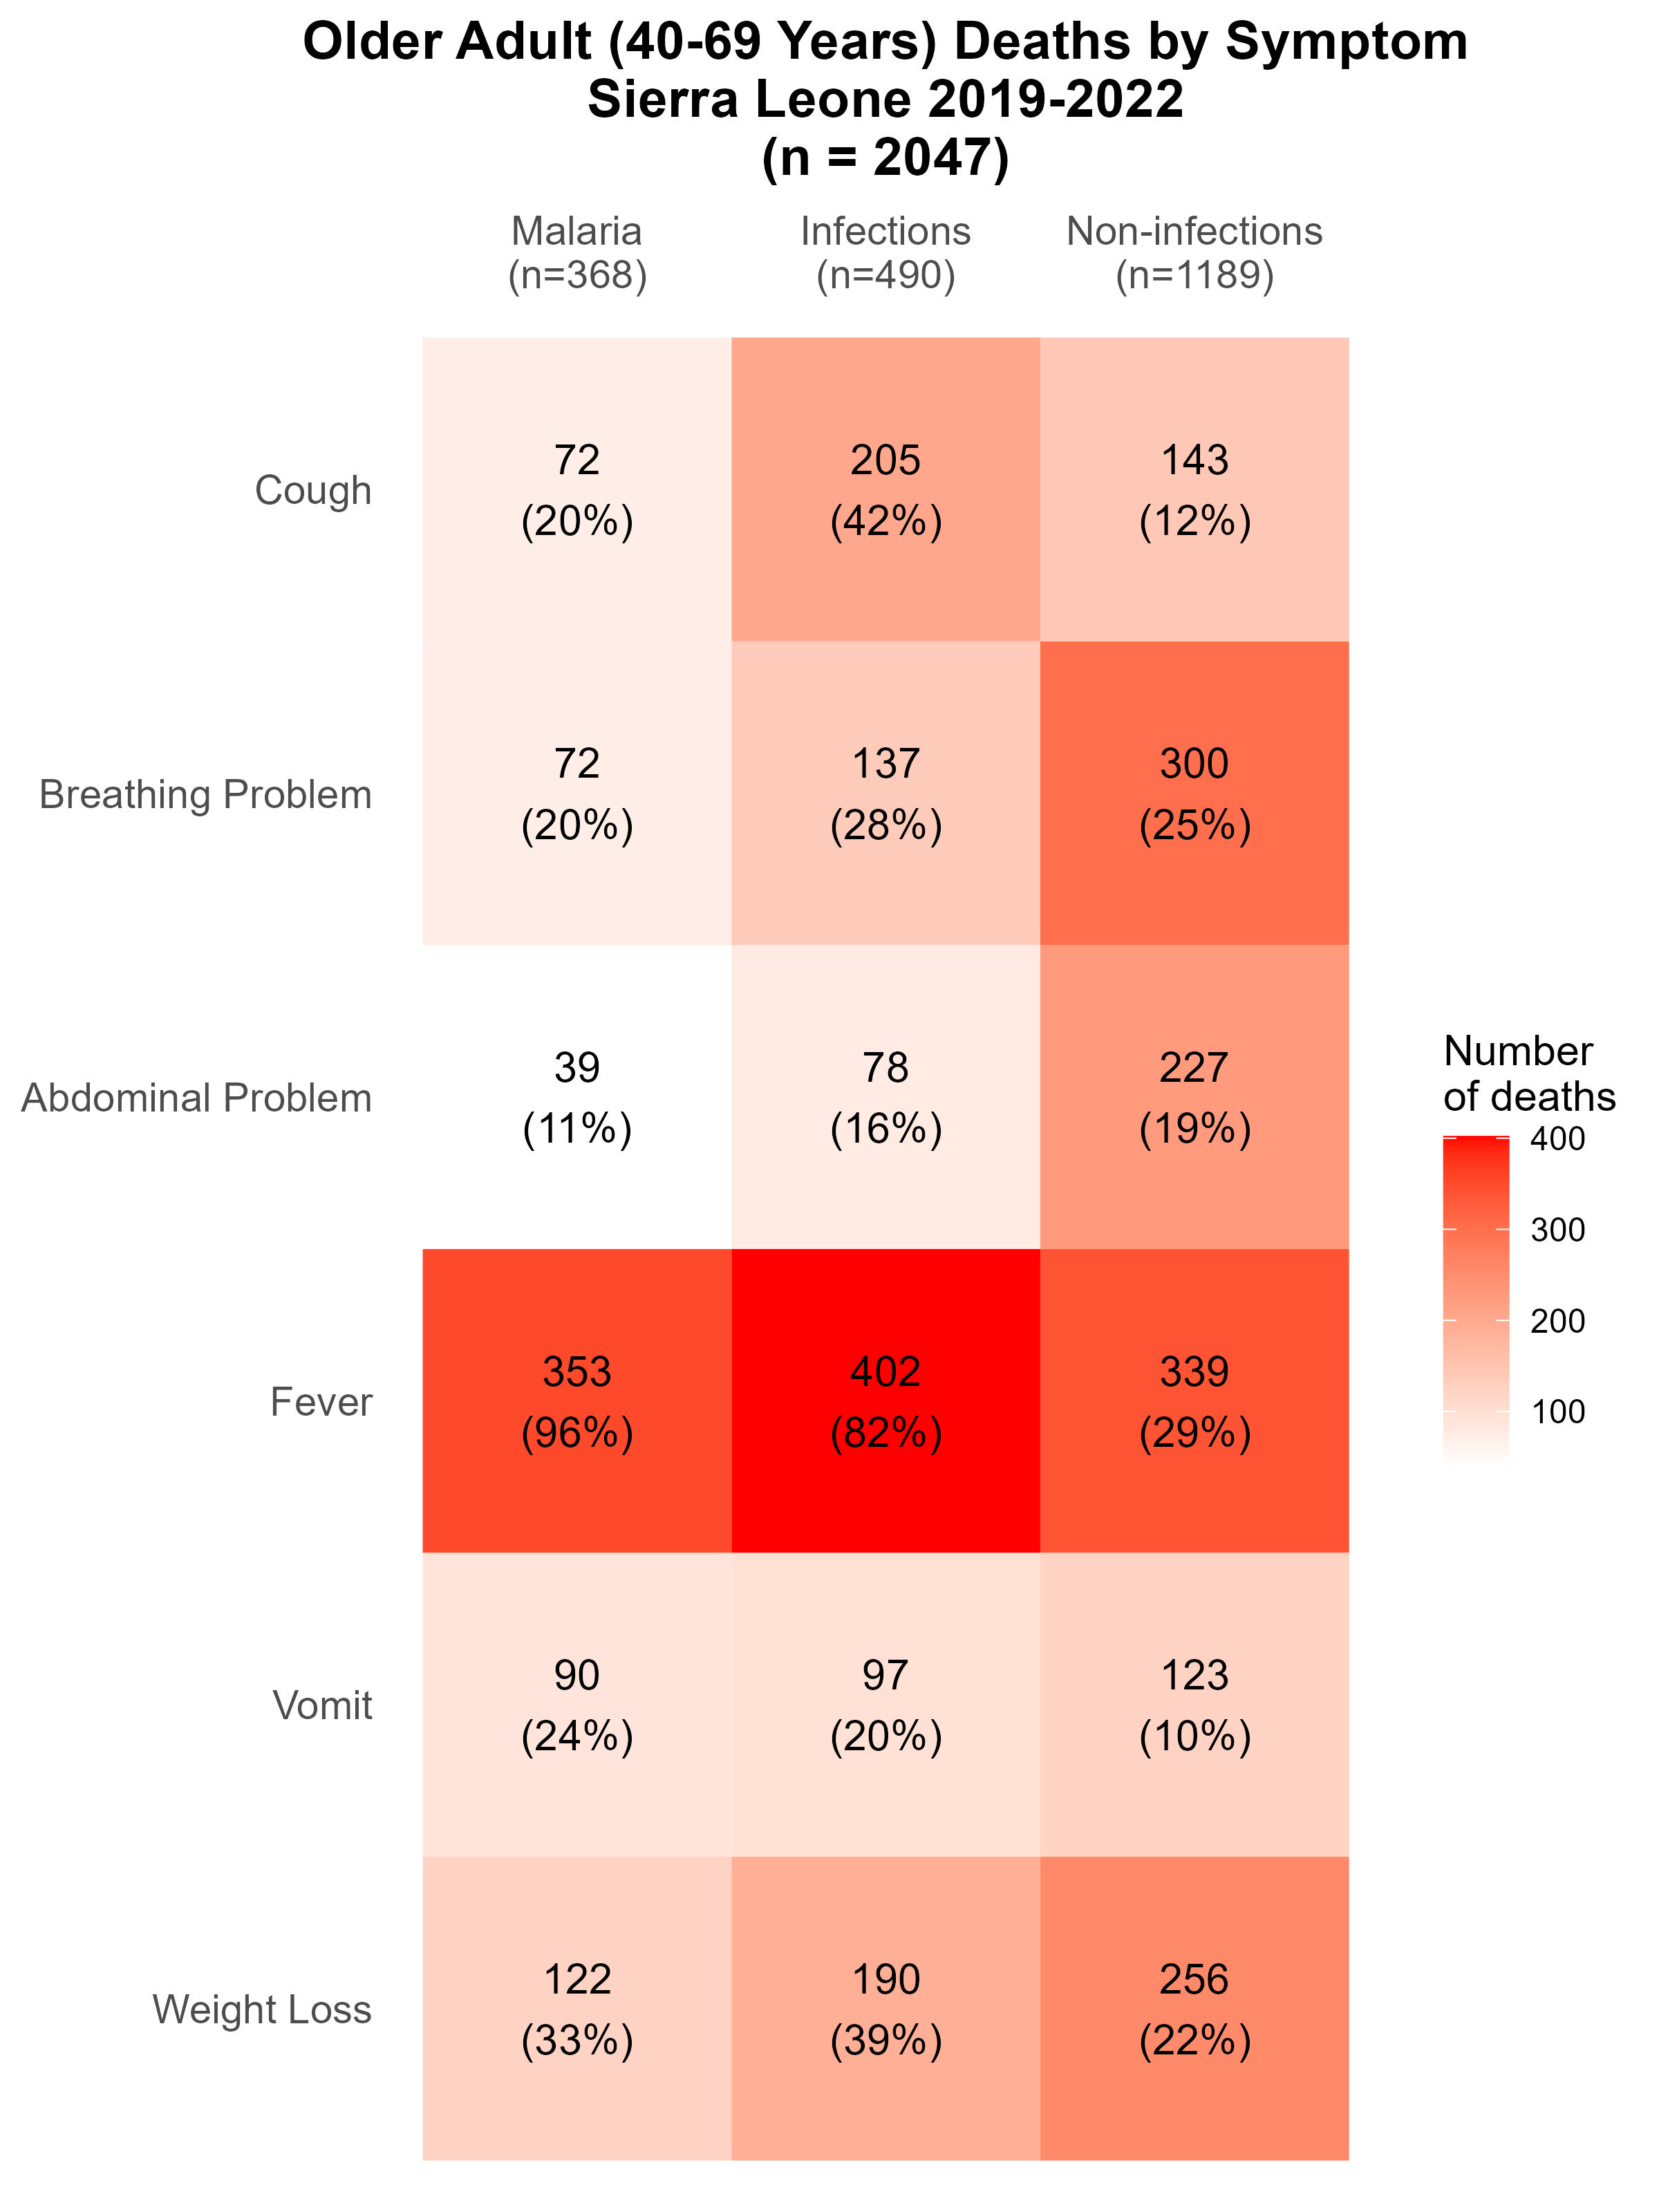 Older Adult (40-69 Years) Deaths by Symptom
Sierra Leone 2019-2022
(n = 2047)
Malaria
(n=368)
Infections
(n=490)
Non-infections
(n=1189)
Cough
72
(20%)
205
(42%)
143
(12%)
Breathing Problem
72
(20%)
137
(28%)
300
(25%)
Abdominal Problem
39
(11%)
78
(16%)
227
(19%)
Fever
353
(96%)
402
(82%)
339
(29%)
Vomit
90
(24%)
97
(20%)
123
(10%)
Weight Loss
122
(33%)
190
(39%)
256
(22%)
Number
of deaths
400
300
200
100